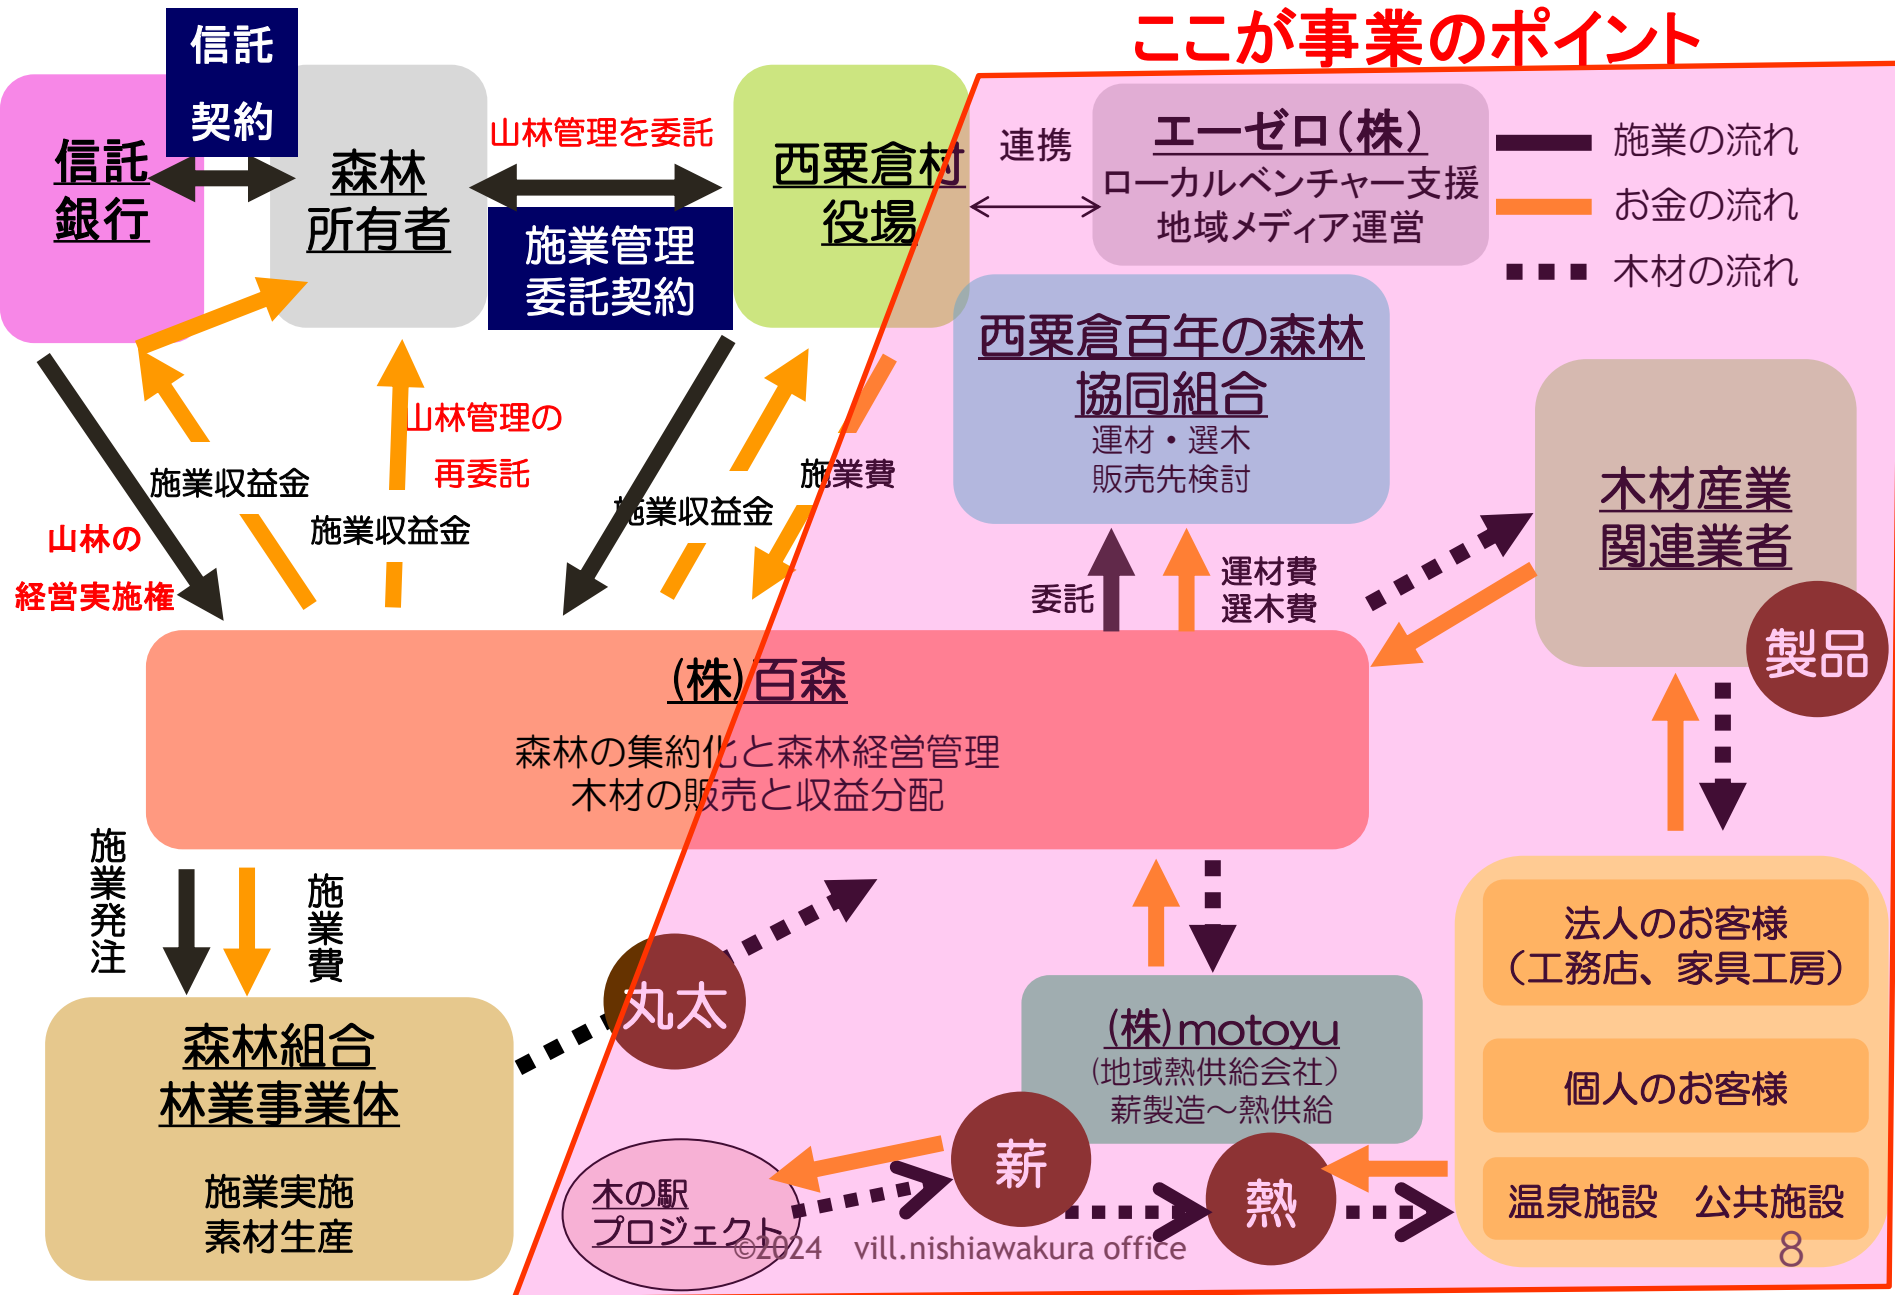 ここが事業のポイント
信託
契約
信託
銀行
森林
所有者
山林管理を委託
施業管理
委託契約
西粟倉村
役場
連携
エーゼロ（株）
ローカルベンチャー支援
地域メディア運営
施業の流れ
お金の流れ
木材の流れ
西粟倉百年の森林
協同組合
運材・選木
販売先検討
木材産業
関連業者
製品
山林管理の
再委託
施業収益金
施業収益金
施業収益金
施業費
山林の
経営実施権
委託
運材費
選木費
(株)百森
森林の集約化と森林経営管理
木材の販売と収益分配
施業発注
施業費
丸太
森林組合
林業事業体
施業実施
素材生産
(株)motoyu
(地域熱供給会社）
薪製造～熱供給
薪
熱
木の駅
プロジェクト
法人のお客様
（工務店、家具工房）
個人のお客様
温泉施設　公共施設
©2024　vill.nishiawakura office
8